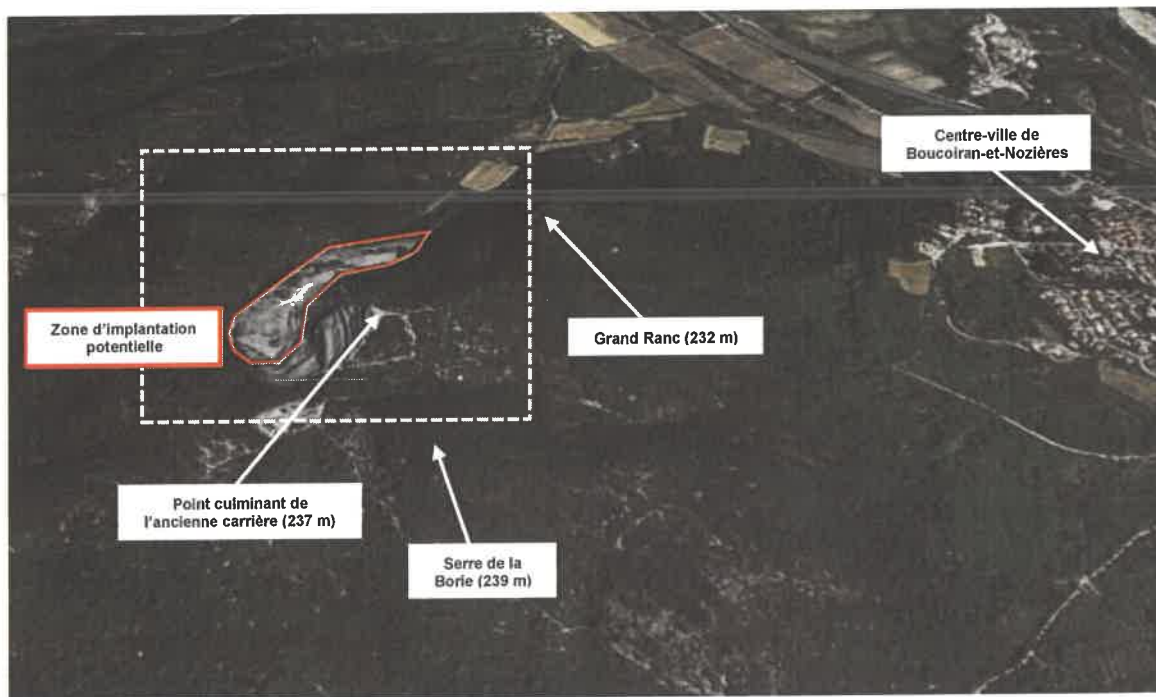 Centre-ville de
Boucoiran-et-Nozières
Zone d'implantation
potentielle
Grand Ranc (232 m)
Point culminant de
l'ancienne carrière (237 m)
Serre de la
Borie (239 m)